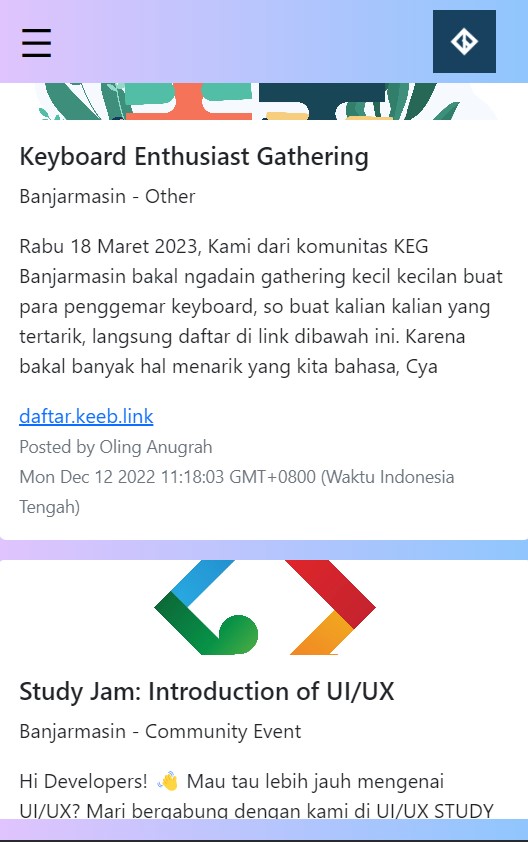 Keyboard Enthusiast Gathering
Banjarmasin - Other
Rabu 18 Maret 2023, Kami dari komunitas KEG
Banjarmasin bakal ngadain gathering kecil kecilan buat
para penggemar keyboard, so buat kalian kalian yang
tertarik, langsung daftar di link dibawah ini. Karena
bakal banyak hal menarik yang kita bahasa, Cya
daftar.keeb.link
Posted by Oling Anugrah
Mon Dec 12 2022 11:18:03 GMT+0800 (Waktu Indonesia
Tengah)
Study Jam: Introduction of UI/UX
Banjarmasin - Community Event
Hi Developers! 👋 Mau tau lebih jauh mengenai
UI/UX? Mari bergabung dengan kami di UI/UX STUDY